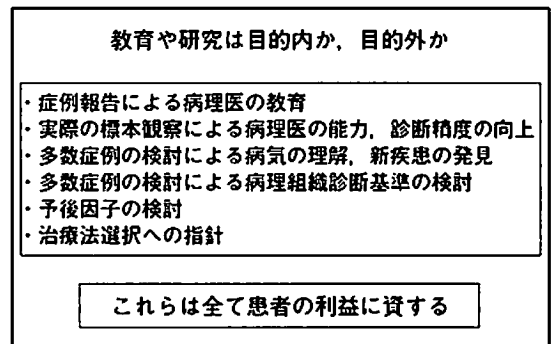 教育や研究は目的内か，目的外か
・症例報告による病理医の教育
・実際の標本観察による病理医の能力，診断精度の向上
・多数症例の検討による病気の理解，新疾患の発見
・多数症例の検討による病理組織診断基準の検討
・予後因子の検討
・治療法選択への指針
これらは全て患者の利益に資する